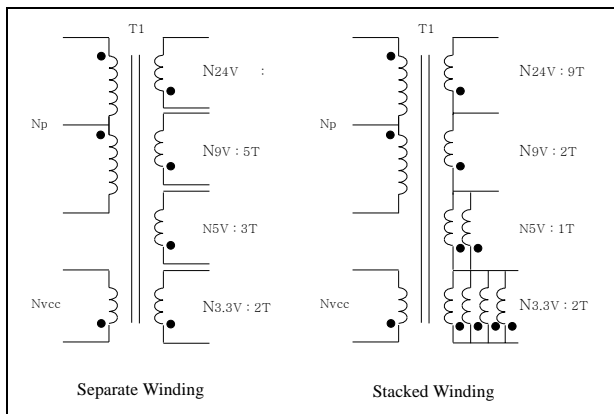 T1
N24V :
Np
N9V : 5T
N5V : 3T
Nvcc
N3.3V : 2T
Separate Winding
T1
N24V : 9T
Np
N9V : 2T
N5V : 1T
Nvcc
N3.3V : 2T
Stacked Winding